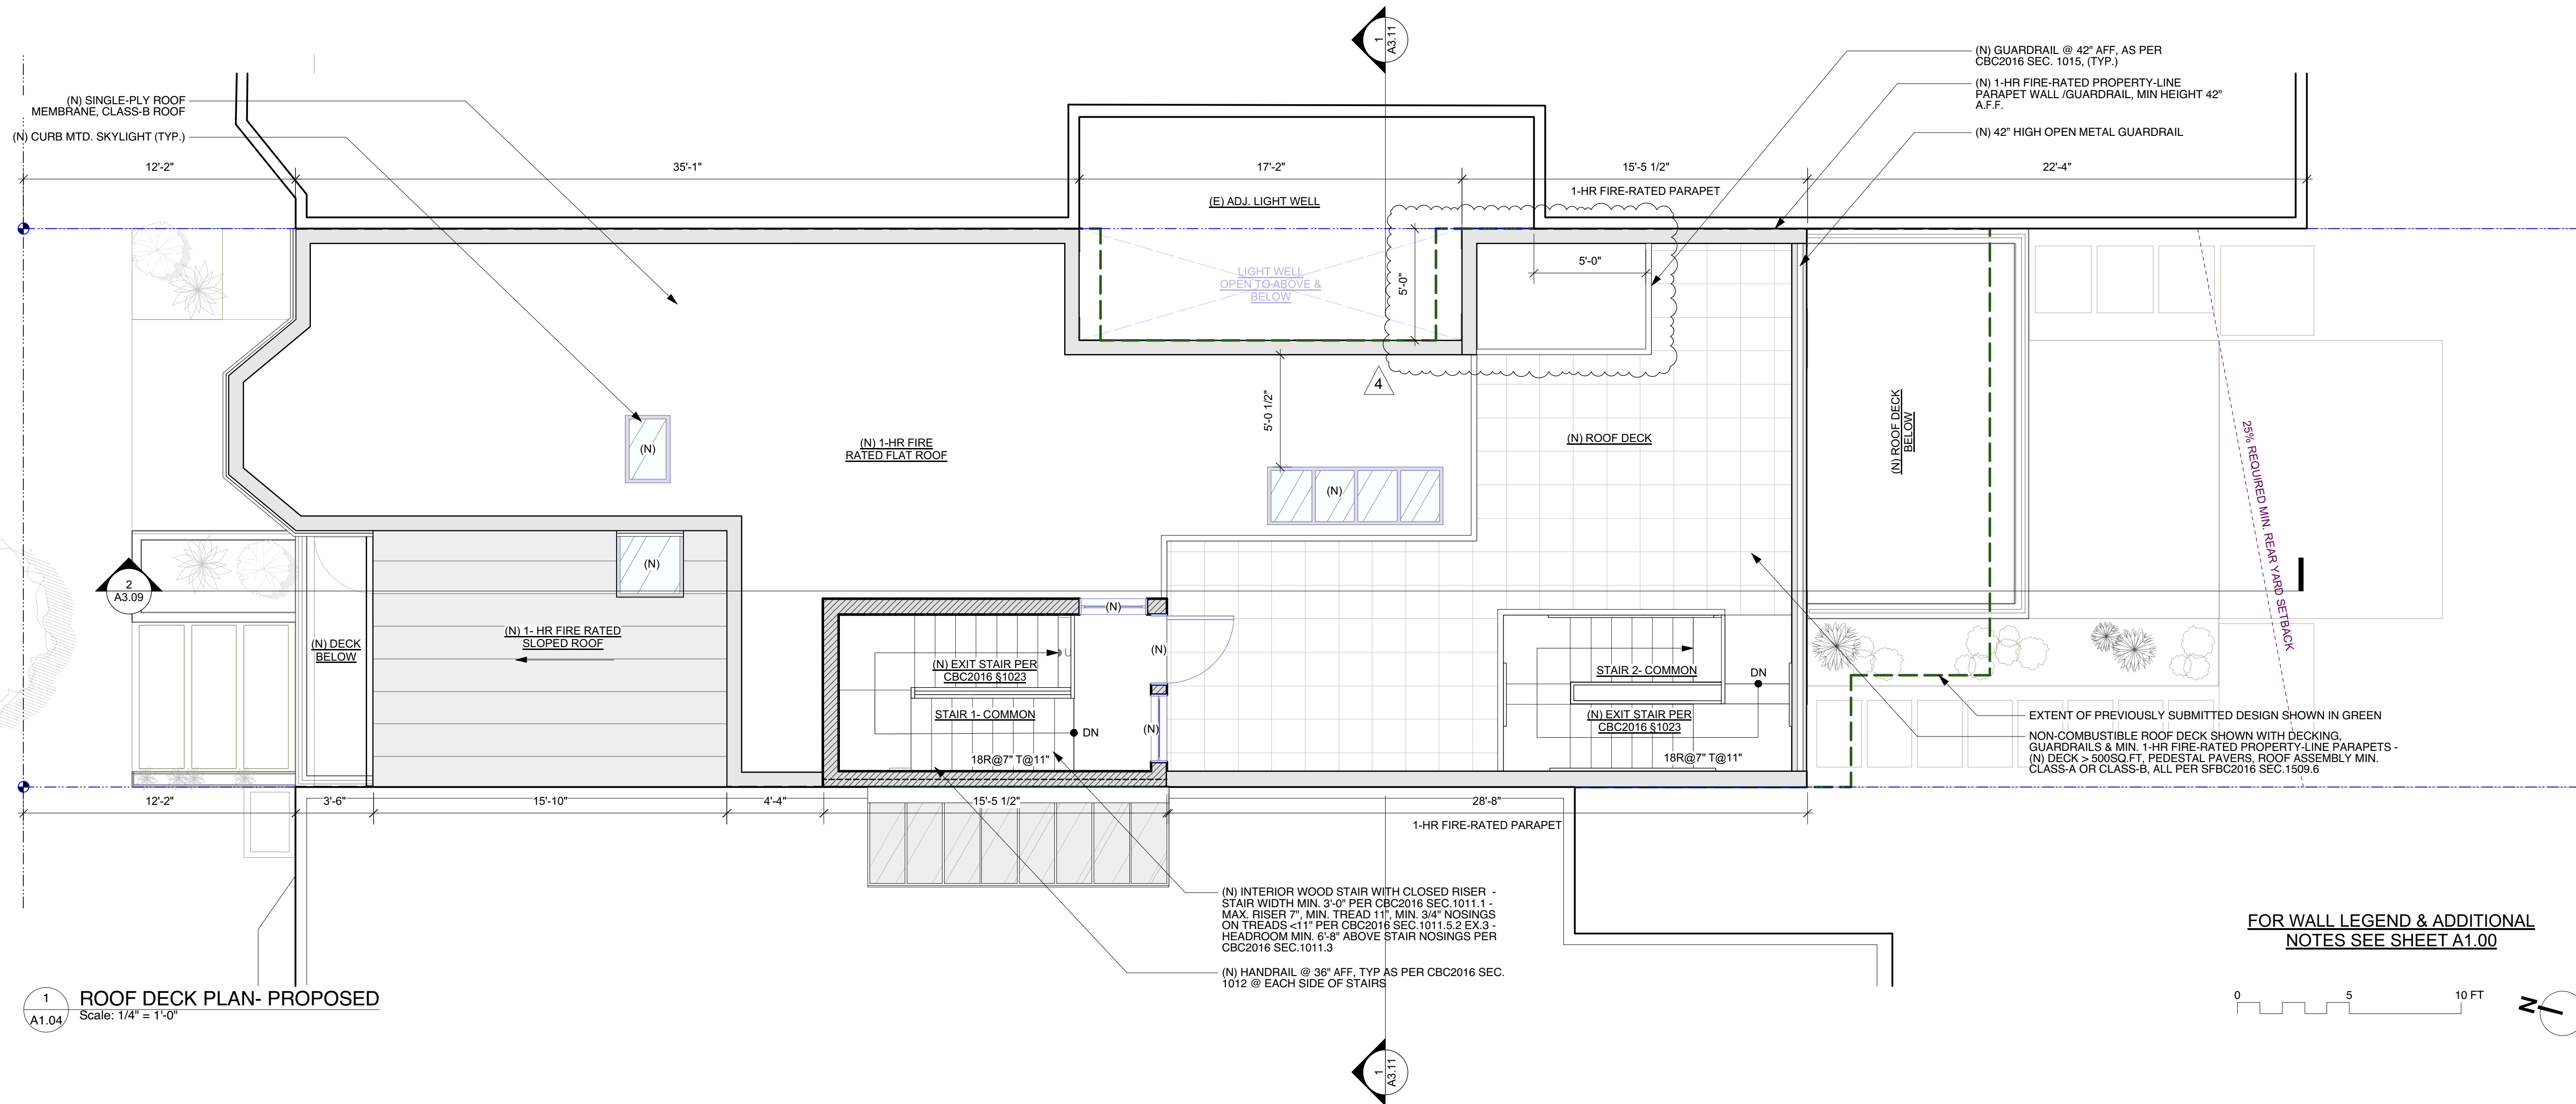 1
A3.11
(N) SINGLE-PLY ROOF
MEMBRANE, CLASS-B ROOF
(N) CURB MTD. SKYLIGHT (TYP.)
(N) GUARDRAIL @ 42" AFF, AS PER
CBC2016 SEC. 1015, (TYP.)
(N) 1-HR FIRE-RATED PROPERTY-LINE
PARAPET WALL /GUARDRAIL, MIN HEIGHT 42"
A.F.F.
(N) 42" HIGH OPEN METAL GUARDRAIL
12'-2"
35'-1"
17'-2"
15'-5 1/2"
22'-4"
1-HR FIRE-RATED PARAPET
(E) ADJ. LIGHT WELL
LIGHT WELL
OPEN TO ABOVE &
BELOW
5'-0"
5'-0"
4
5'-0 1/2"
(N) 1-HR FIRE
RATED FLAT ROOF
(N)
(N)
(N) ROOF DECK
(N) ROOF DECK
BELOW
25% REQUIRED MIN. REAR YARD SETBACK
2
A3.09
(N)
(N) DECK
BELOW
(N) 1- HR FIRE RATED
SLOPED ROOF
(N)
(N)
(N)
(N) EXIT STAIR PER
CBC2016 §1023
STAIR 1- COMMON
DN
18R@7" T@11"
STAIR 2- COMMON
DN
(N) EXIT STAIR PER
CBC2016 §1023
18R@7" T@11"
EXTENT OF PREVIOUSLY SUBMITTED DESIGN SHOWN IN GREEN
NON-COMBUSTIBLE ROOF DECK SHOWN WITH DECKING,
GUARDRAILS & MIN. 1-HR FIRE-RATED PROPERTY-LINE PARAPETS -
(N) DECK > 500SQ.FT, PEDESTAL PAVERS, ROOF ASSEMBLY MIN.
CLASS-A OR CLASS-B, ALL PER SFBC2016 SEC.1509.6
12'-2"
3'-6"
15'-10"
4'-4"
15'-5 1/2"
28'-8"
1-HR FIRE-RATED PARAPET
(N) INTERIOR WOOD STAIR WITH CLOSED RISER -
STAIR WIDTH MIN. 3'-0" PER CBC2016 SEC.1011.1 -
MAX. RISER 7", MIN. TREAD 11", MIN. 3/4" NOSINGS
ON TREADS <11" PER CBC2016 SEC.1011.5.2 EX.3 -
HEADROOM MIN. 6'-8" ABOVE STAIR NOSINGS PER
CBC2016 SEC.1011.3
(N) HANDRAIL @ 36" AFF, TYP AS PER CBC2016 SEC.
1012 @ EACH SIDE OF STAIRS
FOR WALL LEGEND & ADDITIONAL
NOTES SEE SHEET A1.00
1
A1.04
ROOF DECK PLAN- PROPOSED
Scale: 1/4" = 1'-0"
0
5
10 FT
N
1
A3.11